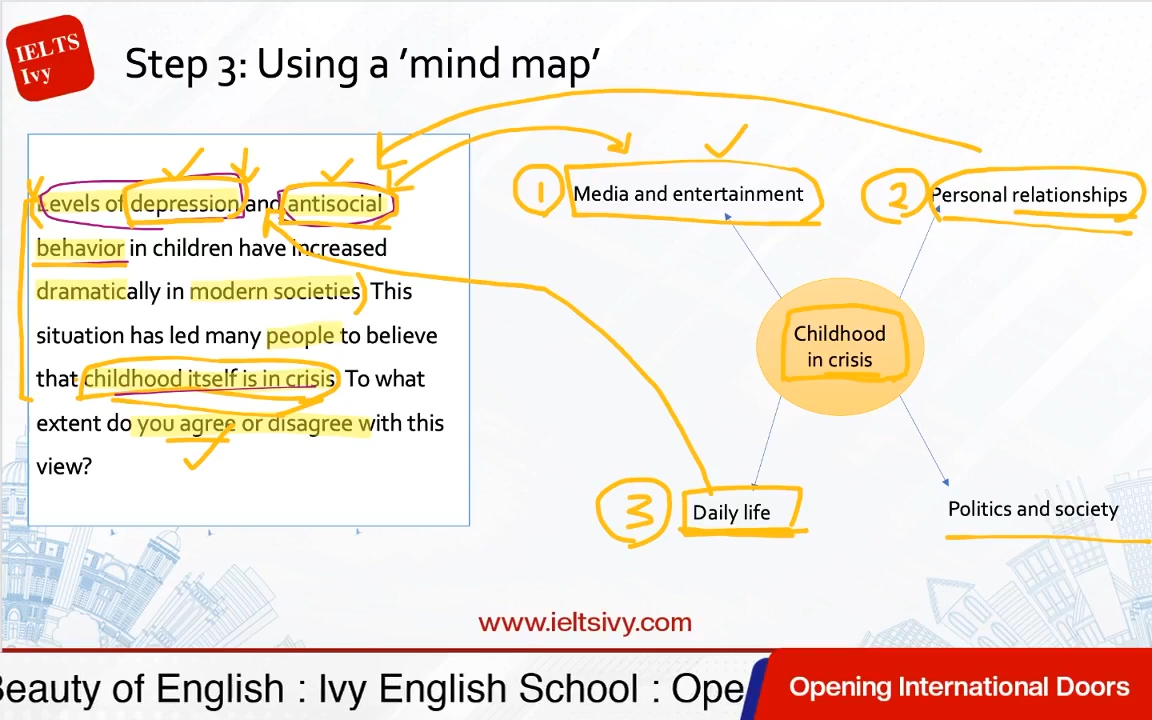 IELTS
Ivy
Step 3: Using a 'mind map'
Levels of depression and antisocial
behavior in children have increased
dramatically in modern societies. This
situation has led many people to believe
that childhood itself is in crisis. To what
extent do you agree or disagree with this
view?
1
Media and entertainment
2
Personal relationships
Childhood
in crisis
3
Daily life
Politics and society
www.ieltsivy.com
Beauty of English : Ivy English School : Ope
Opening International Doors